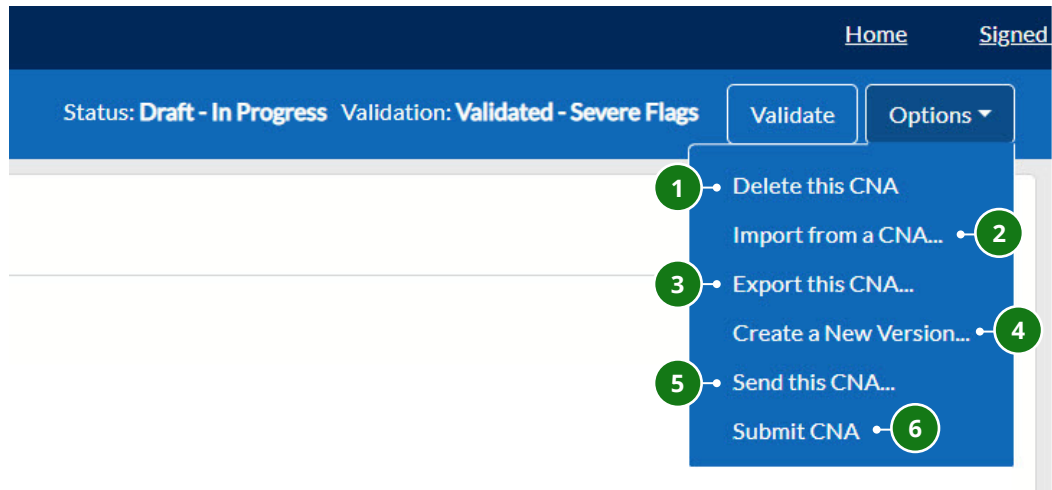 Home Signed
Status: Draft - In Progress Validation: Validated - Severe Flags Validate Options
1 Delete this CNA
Import from a CNA... 2
3 Export this CNA...
Create a New Version... 4
5 Send this CNA...
Submit CNA 6